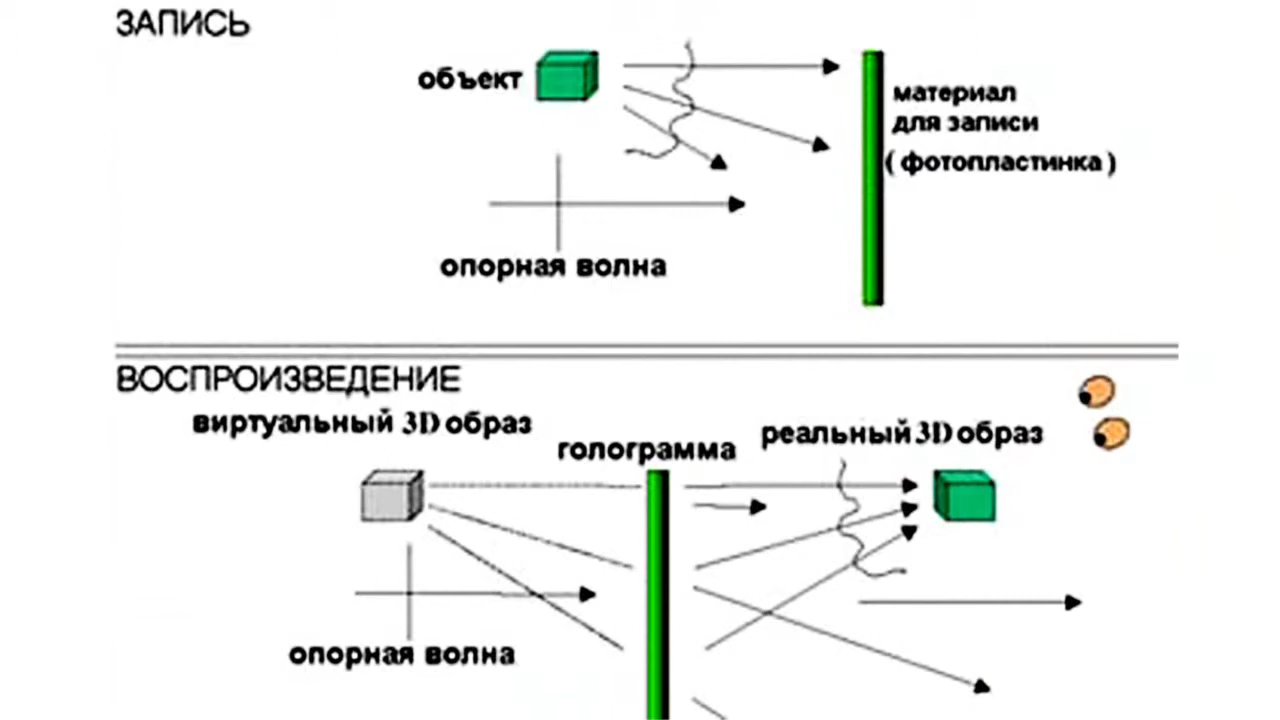 ЗАПИСЬ
объект
материал
для записи
( фотопластинка )
опорная волна
ВОСПРОИЗВЕДЕНИЕ
виртуальный 3D образ
голограмма
реальный 3D образ
опорная волна